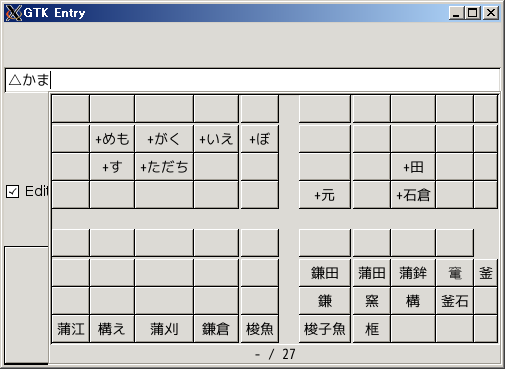 GTK Entry
△かま
+めも +がく +いえ +ぼ
+す +ただち +田
+元 +石倉
Edit
鎌田 蒲田 蒲鉾 竈 釜
鎌 窯 構 釜石
蒲江 構え 蒲刈 鎌倉 梭魚 梭子魚 框
- / 27